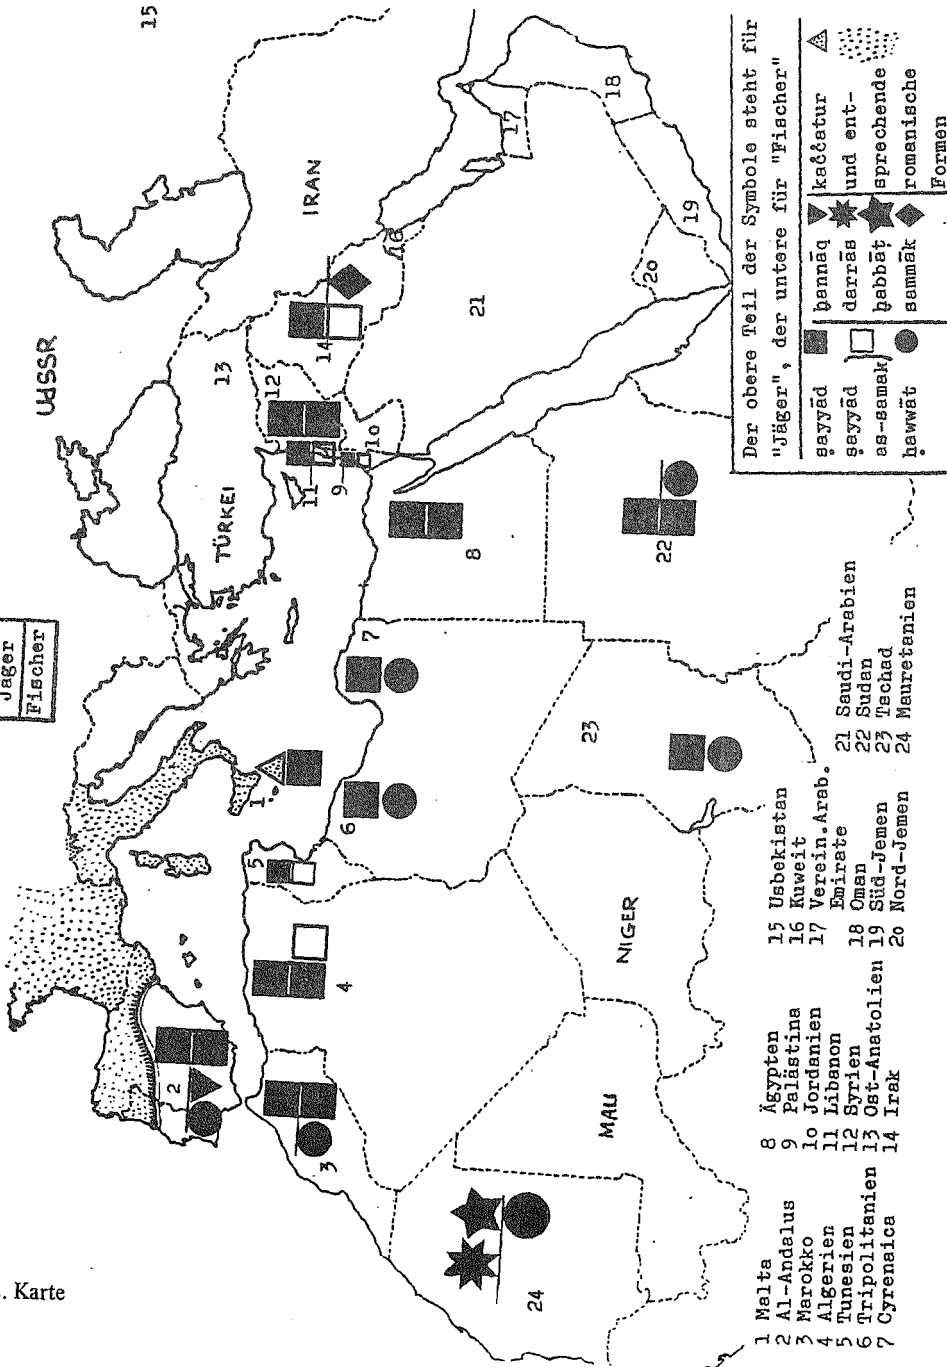 15
Jäger
Fischer
UdSSR
TÜRKEI
IRAN
NIGER
MALI
1
2
3
4
5
6
7
8
9
10
11
12
13
14
16
17
18
19
20
21
22
23
24
Der obere Teil der Symbole steht für
"Jäger", der untere für "Fischer"
ṣayyād
ṣayyād
as-samak
ḥawwāt
ḫannāq
darrās
ḥabbāṭ
sammāk
kaččatur
und ent-
sprechende
romanische
Formen
1 Malta
2 Al-Andalus
3 Marokko
4 Algerien
5 Tunesien
6 Tripolitanien
7 Cyrenaica
8 Ägypten
9 Palästina
10 Jordanien
11 Libanon
12 Syrien
13 Ost-Anatolien
14 Irak
15 Usbekistan
16 Kuweit
17 Verein.Arab.
Emirate
18 Oman
19 Süd-Jemen
20 Nord-Jemen
21 Saudi-Arabien
22 Sudan
23 Tschad
24 Mauretanien
. Karte